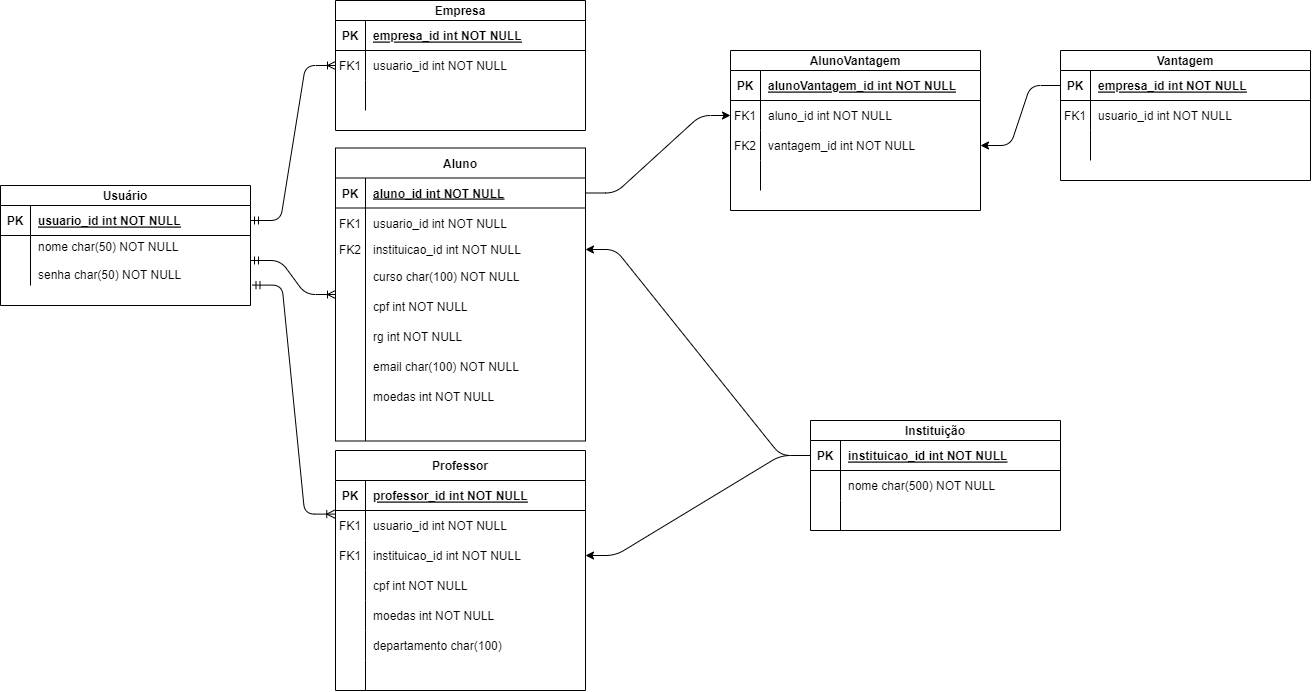 Empresa
PK empresa_id int NOT NULL
FK1 usuario_id int NOT NULL
AlunoVantagem
PK alunoVantagem_id int NOT NULL
FK1 aluno_id int NOT NULL
FK2 vantagem_id int NOT NULL
Vantagem
PK empresa_id int NOT NULL
FK1 usuario_id int NOT NULL
Aluno
PK aluno_id int NOT NULL
FK1 usuario_id int NOT NULL
FK2 instituicao_id int NOT NULL
curso char(100) NOT NULL
cpf int NOT NULL
rg int NOT NULL
email char(100) NOT NULL
moedas int NOT NULL
Usuário
PK usuario_id int NOT NULL
nome char(50) NOT NULL
senha char(50) NOT NULL
Instituição
PK instituicao_id int NOT NULL
nome char(500) NOT NULL
Professor
PK professor_id int NOT NULL
FK1 usuario_id int NOT NULL
FK1 instituicao_id int NOT NULL
cpf int NOT NULL
moedas int NOT NULL
departamento char(100)